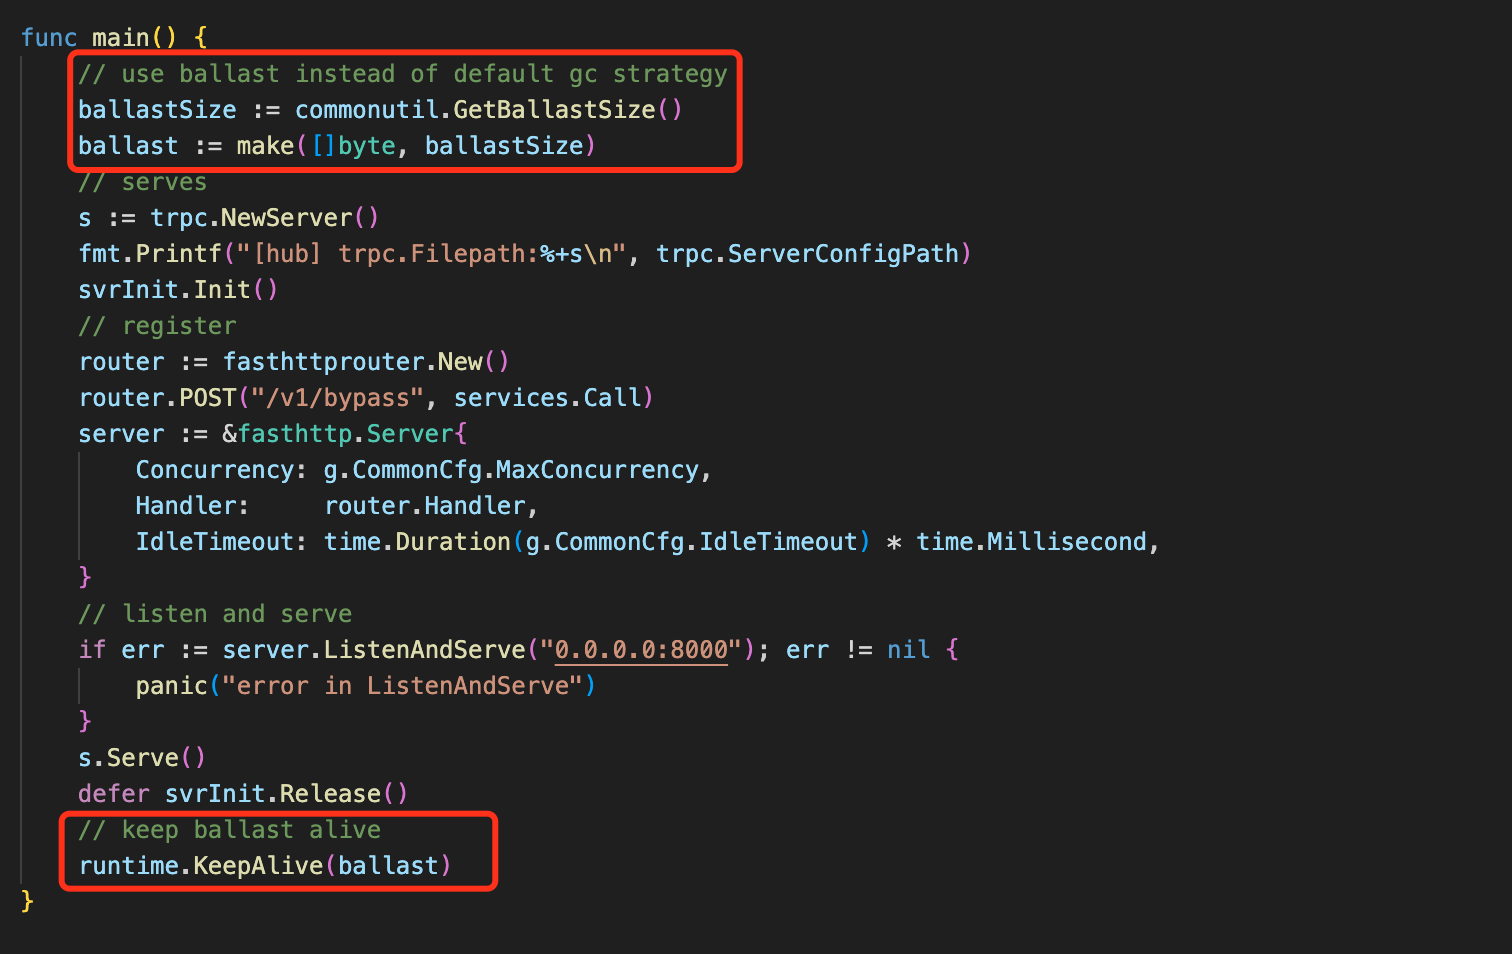 func main() {
    // use ballast instead of default gc strategy
    ballastSize := commonutil.GetBallastSize()
    ballast := make([]byte, ballastSize)
    // serves
    s := trpc.NewServer()
    fmt.Printf("[hub] trpc.Filepath:%+s\n", trpc.ServerConfigPath)
    svrInit.Init()
    // register
    router := fasthttprouter.New()
    router.POST("/v1/bypass", services.Call)
    server := &fasthttp.Server{
        Concurrency: g.CommonCfg.MaxConcurrency,
        Handler:     router.Handler,
        IdleTimeout: time.Duration(g.CommonCfg.IdleTimeout) * time.Millisecond,
    }
    // listen and serve
    if err := server.ListenAndServe("0.0.0.0:8000"); err != nil {
        panic("error in ListenAndServe")
    }
    s.Serve()
    defer svrInit.Release()
    // keep ballast alive
    runtime.KeepAlive(ballast)
}